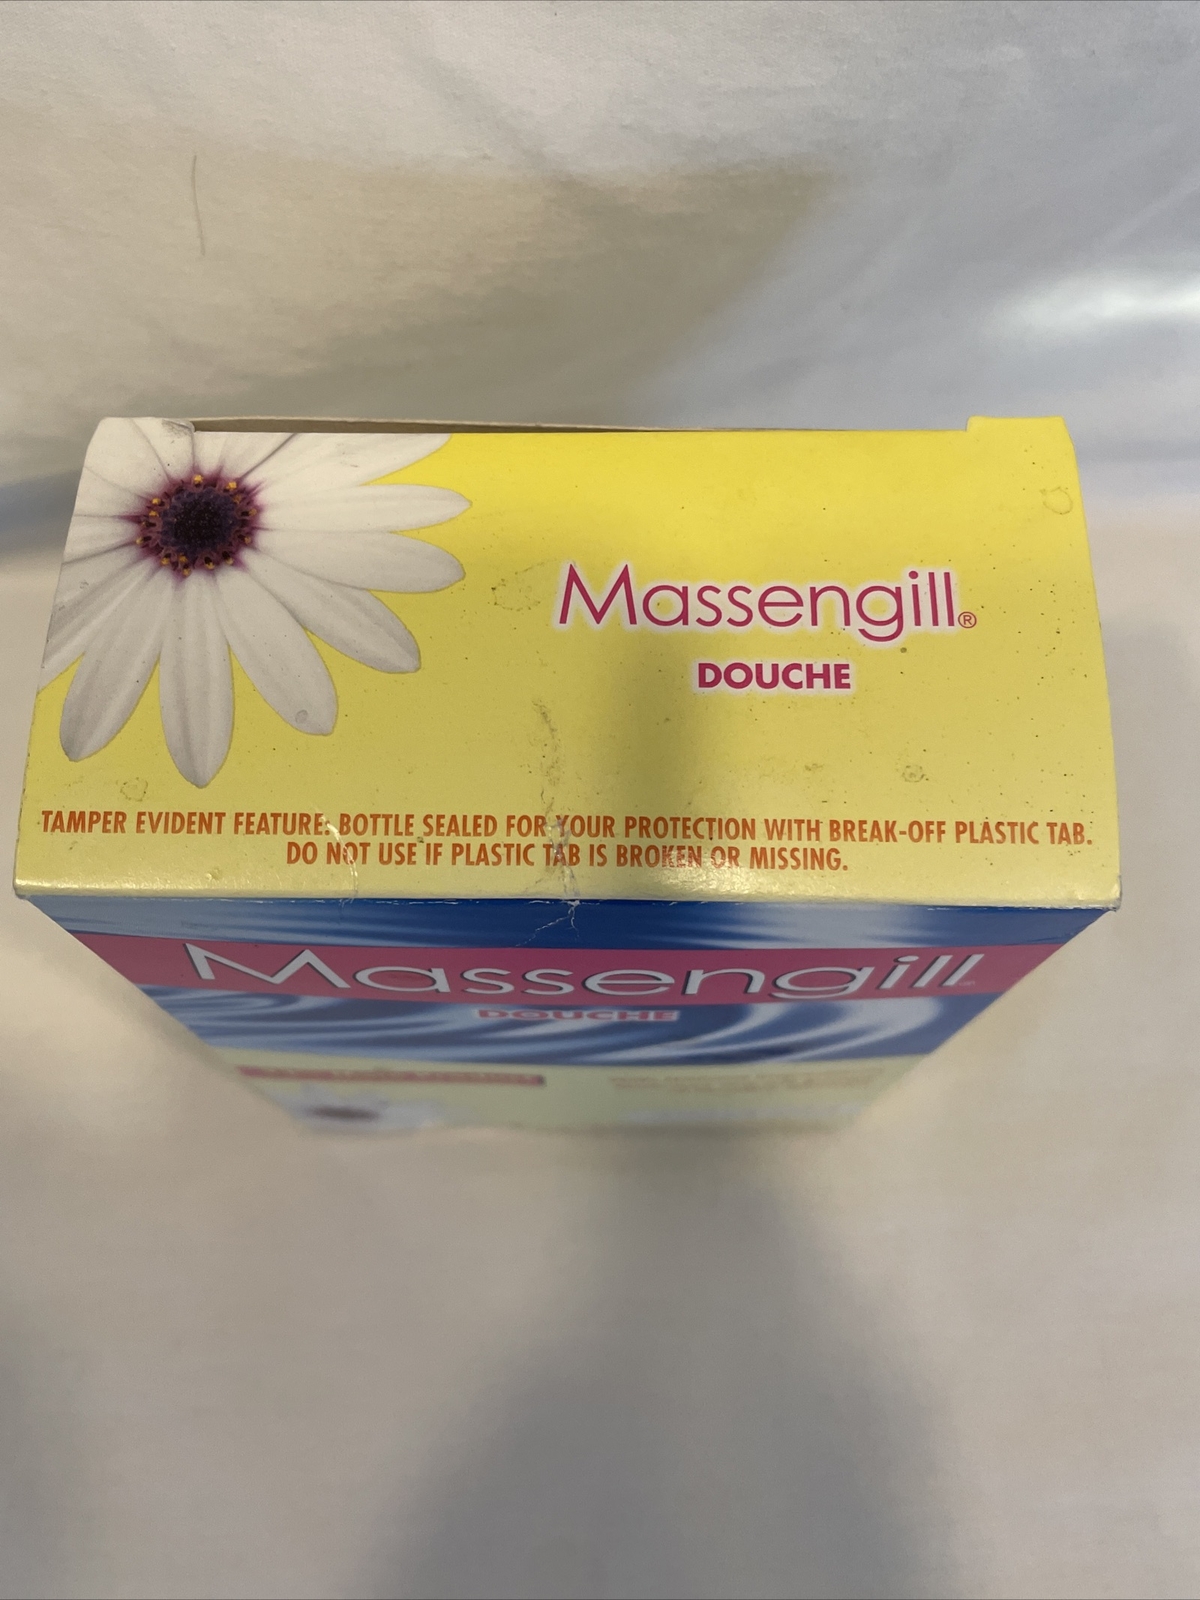 Massengill®
DOUCHE
TAMPER EVIDENT FEATURE: BOTTLE SEALED FOR YOUR PROTECTION WITH BREAK-OFF PLASTIC TAB.
DO NOT USE IF PLASTIC TAB IS BROKEN OR MISSING.
Massengill
DOUCHE